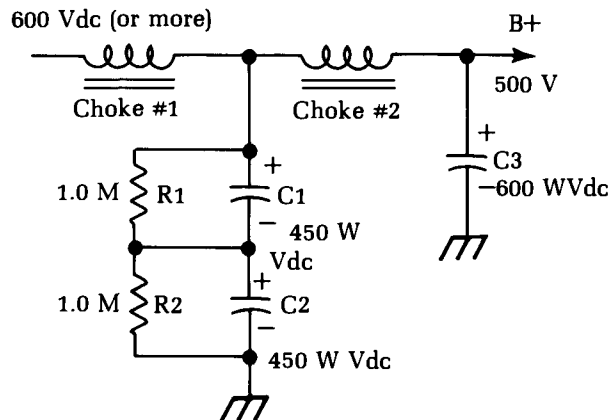 600 Vdc (or more)
B+
500 V
Choke #1
Choke #2
+
C3
–600 WVdc
+
1.0 M
R1
C1
–
450 W
Vdc
+
1.0 M
R2
C2
–
450 W Vdc